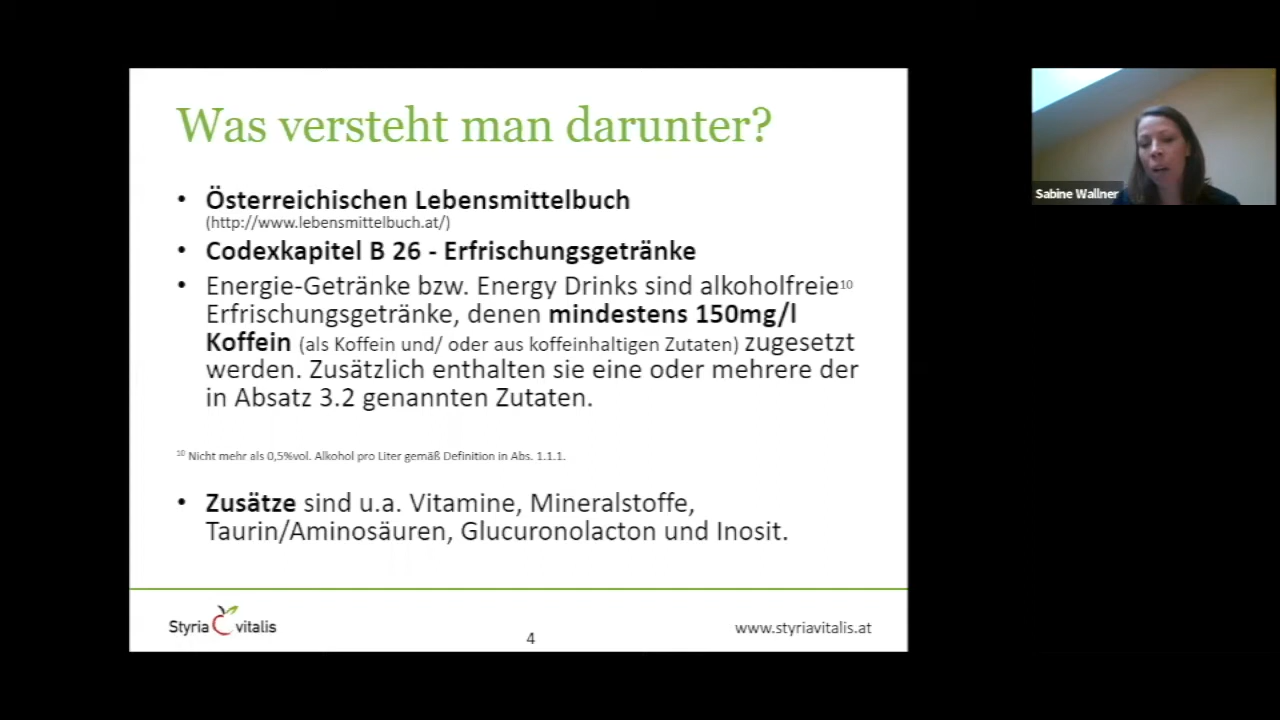 Was versteht man darunter?
• Österreichischen Lebensmittelbuch
(http://www.lebensmittelbuch.at/)
• Codexkapitel B 26 - Erfrischungsgetränke
• Energie-Getränke bzw. Energy Drinks sind alkoholfreie¹⁰
Erfrischungsgetränke, denen mindestens 150mg/l
Koffein (als Koffein und/ oder aus koffeinhaltigen Zutaten) zugesetzt
werden. Zusätzlich enthalten sie eine oder mehrere der
in Absatz 3.2 genannten Zutaten.
¹⁰ Nicht mehr als 0,5%vol. Alkohol pro Liter gemäß Definition in Abs. 1.1.1.
• Zusätze sind u.a. Vitamine, Mineralstoffe,
Taurin/Aminosäuren, Glucuronolacton und Inosit.
Styria vitalis
4
www.styriavitalis.at
Sabine Wallner